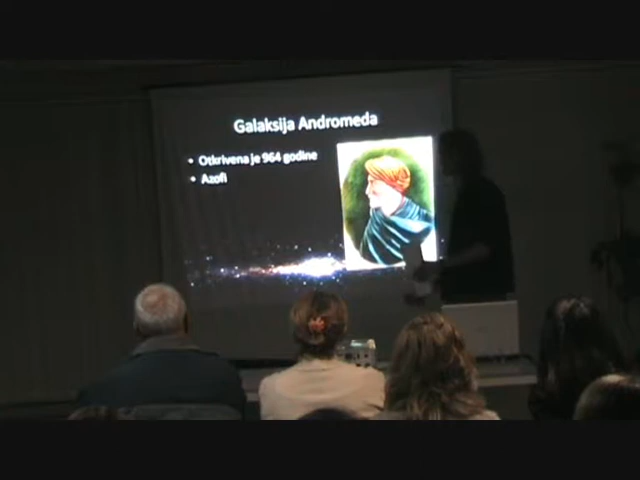 Galaksija Andromeda
• Otkrivena je 964 godine
• Azofi